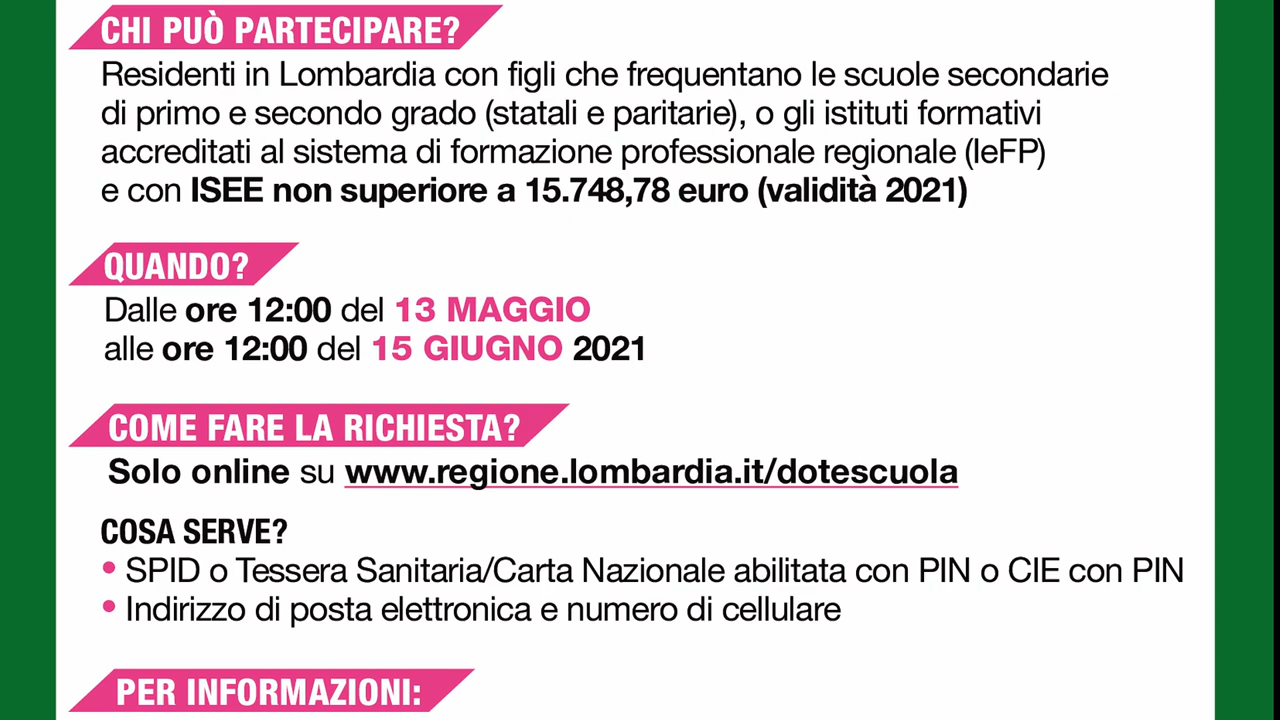 CHI PUÒ PARTECIPARE?
Residenti in Lombardia con figli che frequentano le scuole secondarie
di primo e secondo grado (statali e paritarie), o gli istituti formativi
accreditati al sistema di formazione professionale regionale (IeFP)
e con ISEE non superiore a 15.748,78 euro (validità 2021)
QUANDO?
Dalle ore 12:00 del 13 MAGGIO
alle ore 12:00 del 15 GIUGNO 2021
COME FARE LA RICHIESTA?
Solo online su www.regione.lombardia.it/dotescuola
COSA SERVE?
• SPID o Tessera Sanitaria/Carta Nazionale abilitata con PIN o CIE con PIN
• Indirizzo di posta elettronica e numero di cellulare
PER INFORMAZIONI: